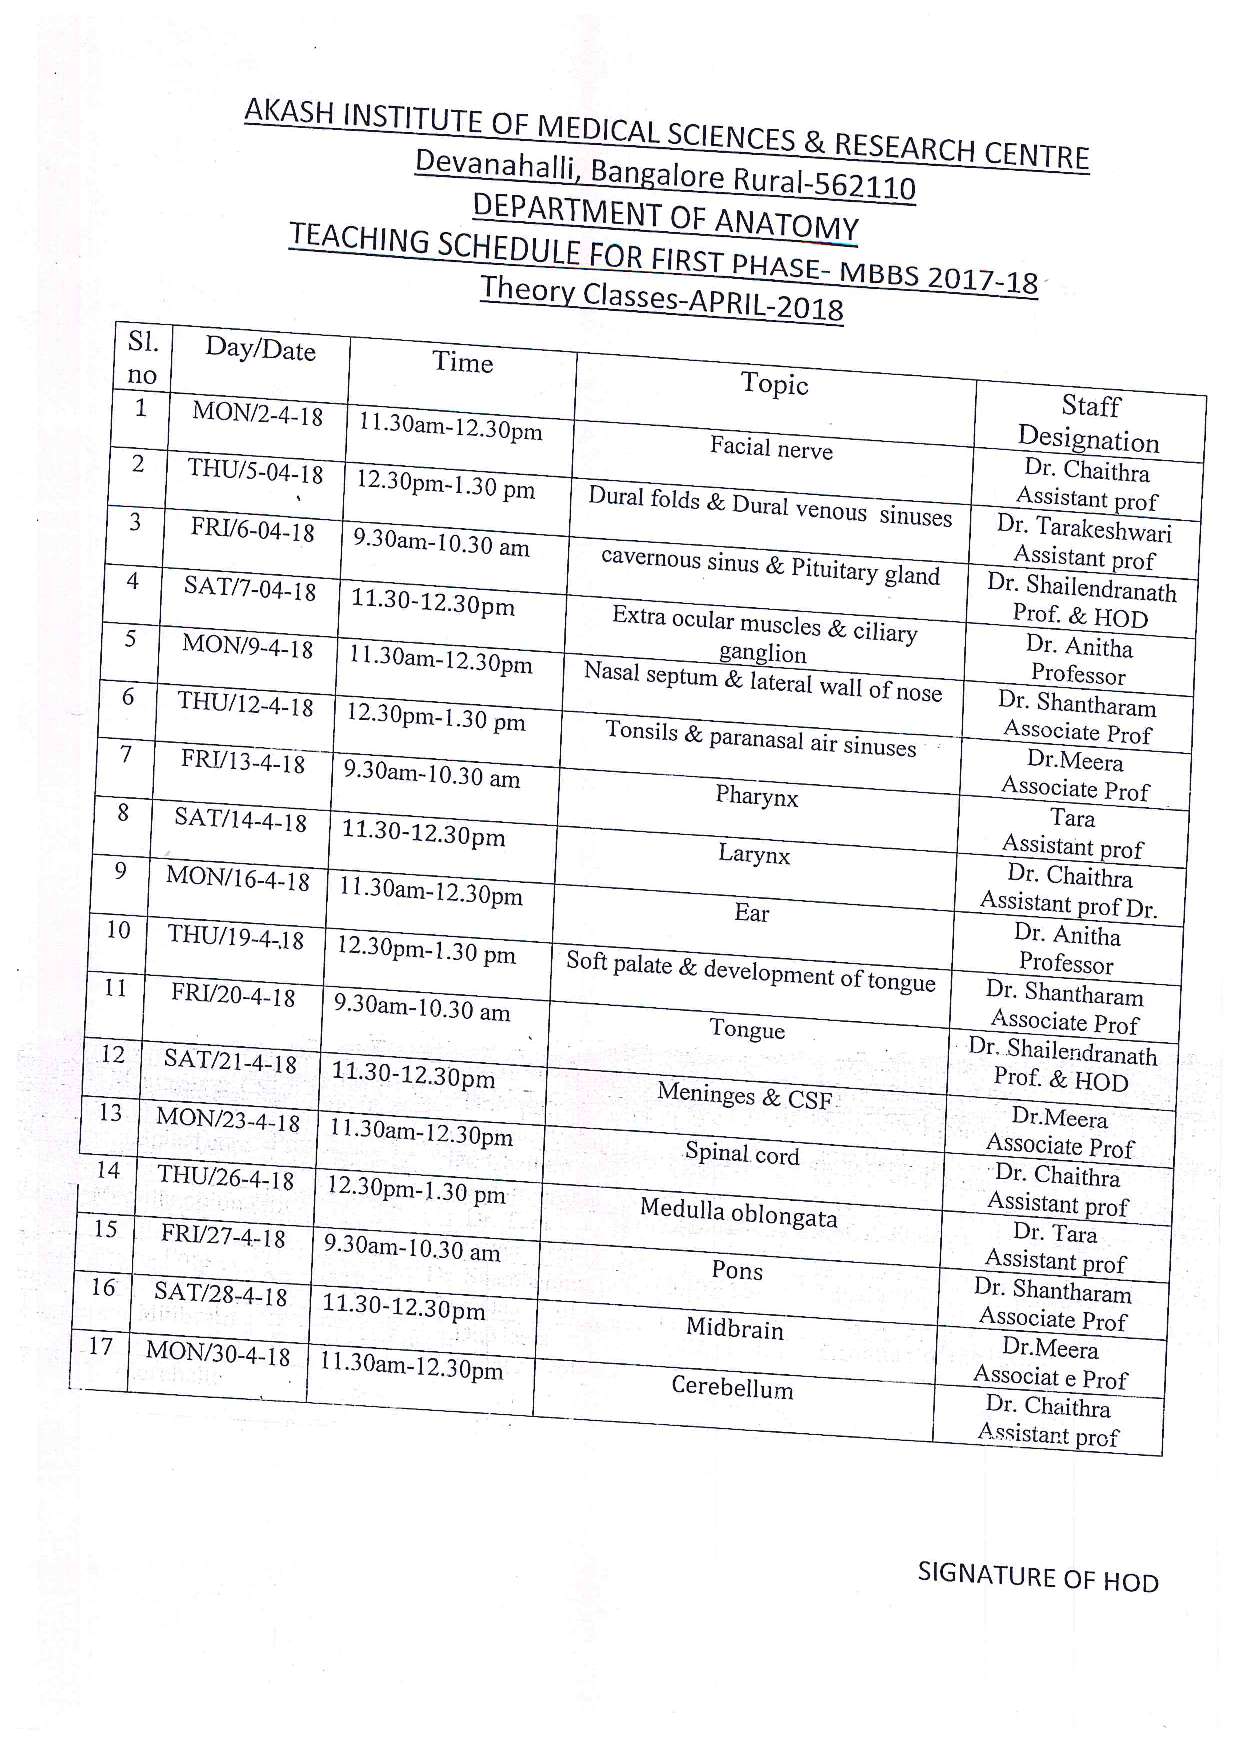 AKASH INSTITUTE OF MEDICAL SCIENCES & RESEARCH CENTRE
Devanahalli, Bangalore Rural-562110
DEPARTMENT OF ANATOMY
TEACHING SCHEDULE FOR FIRST PHASE- MBBS 2017-18
Theory Classes-APRIL-2018
Sl. no Day/Date Time Topic Staff Designation
1 MON/2-4-18 11.30am-12.30pm Facial nerve Dr. Chaithra Assistant prof
2 THU/5-04-18 12.30pm-1.30 pm Dural folds & Dural venous sinuses Dr. Tarakeshwari Assistant prof
3 FRI/6-04-18 9.30am-10.30 am cavernous sinus & Pituitary gland Dr. Shailendranath Prof. & HOD
4 SAT/7-04-18 11.30-12.30pm Extra ocular muscles & ciliary ganglion Dr. Anitha Professor
5 MON/9-4-18 11.30am-12.30pm Nasal septum & lateral wall of nose Dr. Shantharam Associate Prof
6 THU/12-4-18 12.30pm-1.30 pm Tonsils & paranasal air sinuses Dr.Meera Associate Prof
7 FRI/13-4-18 9.30am-10.30 am Pharynx Tara Assistant prof
8 SAT/14-4-18 11.30-12.30pm Larynx Dr. Chaithra Assistant prof Dr.
9 MON/16-4-18 11.30am-12.30pm Ear Dr. Anitha Professor
10 THU/19-4-18 12.30pm-1.30 pm Soft palate & development of tongue Dr. Shantharam Associate Prof
11 FRI/20-4-18 9.30am-10.30 am Tongue Dr. Shailendranath Prof. & HOD
12 SAT/21-4-18 11.30-12.30pm Meninges & CSF Dr.Meera Associate Prof
13 MON/23-4-18 11.30am-12.30pm Spinal cord Dr. Chaithra Assistant prof
14 THU/26-4-18 12.30pm-1.30 pm Medulla oblongata Dr. Tara Assistant prof
15 FRI/27-4-18 9.30am-10.30 am Pons Dr. Shantharam Associate Prof
16 SAT/28-4-18 11.30-12.30pm Midbrain Dr.Meera Associat e Prof
17 MON/30-4-18 11.30am-12.30pm Cerebellum Dr. Chaithra Assistant prof
SIGNATURE OF HOD